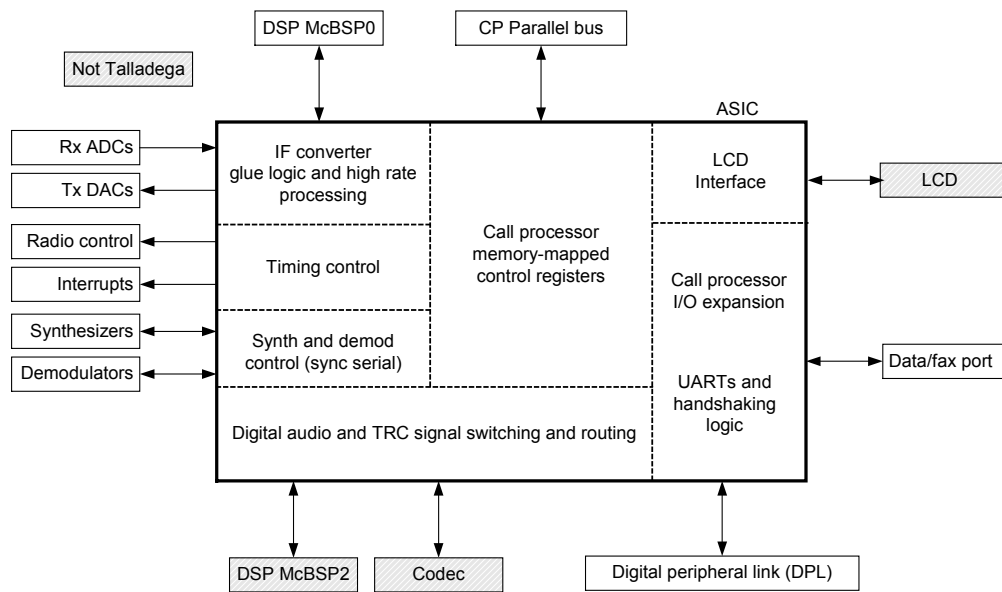 DSP McBSP0
CP Parallel bus
Not Talladega
ASIC
Rx ADCs
Tx DACs
Radio control
Interrupts
Synthesizers
Demodulators
IF converter
glue logic and high rate
processing
Timing control
Synth and demod
control (sync serial)
Call processor
memory-mapped
control registers
LCD
Interface
Call processor
I/O expansion
UARTs and
handshaking
logic
Digital audio and TRC signal switching and routing
LCD
Data/fax port
DSP McBSP2
Codec
Digital peripheral link (DPL)